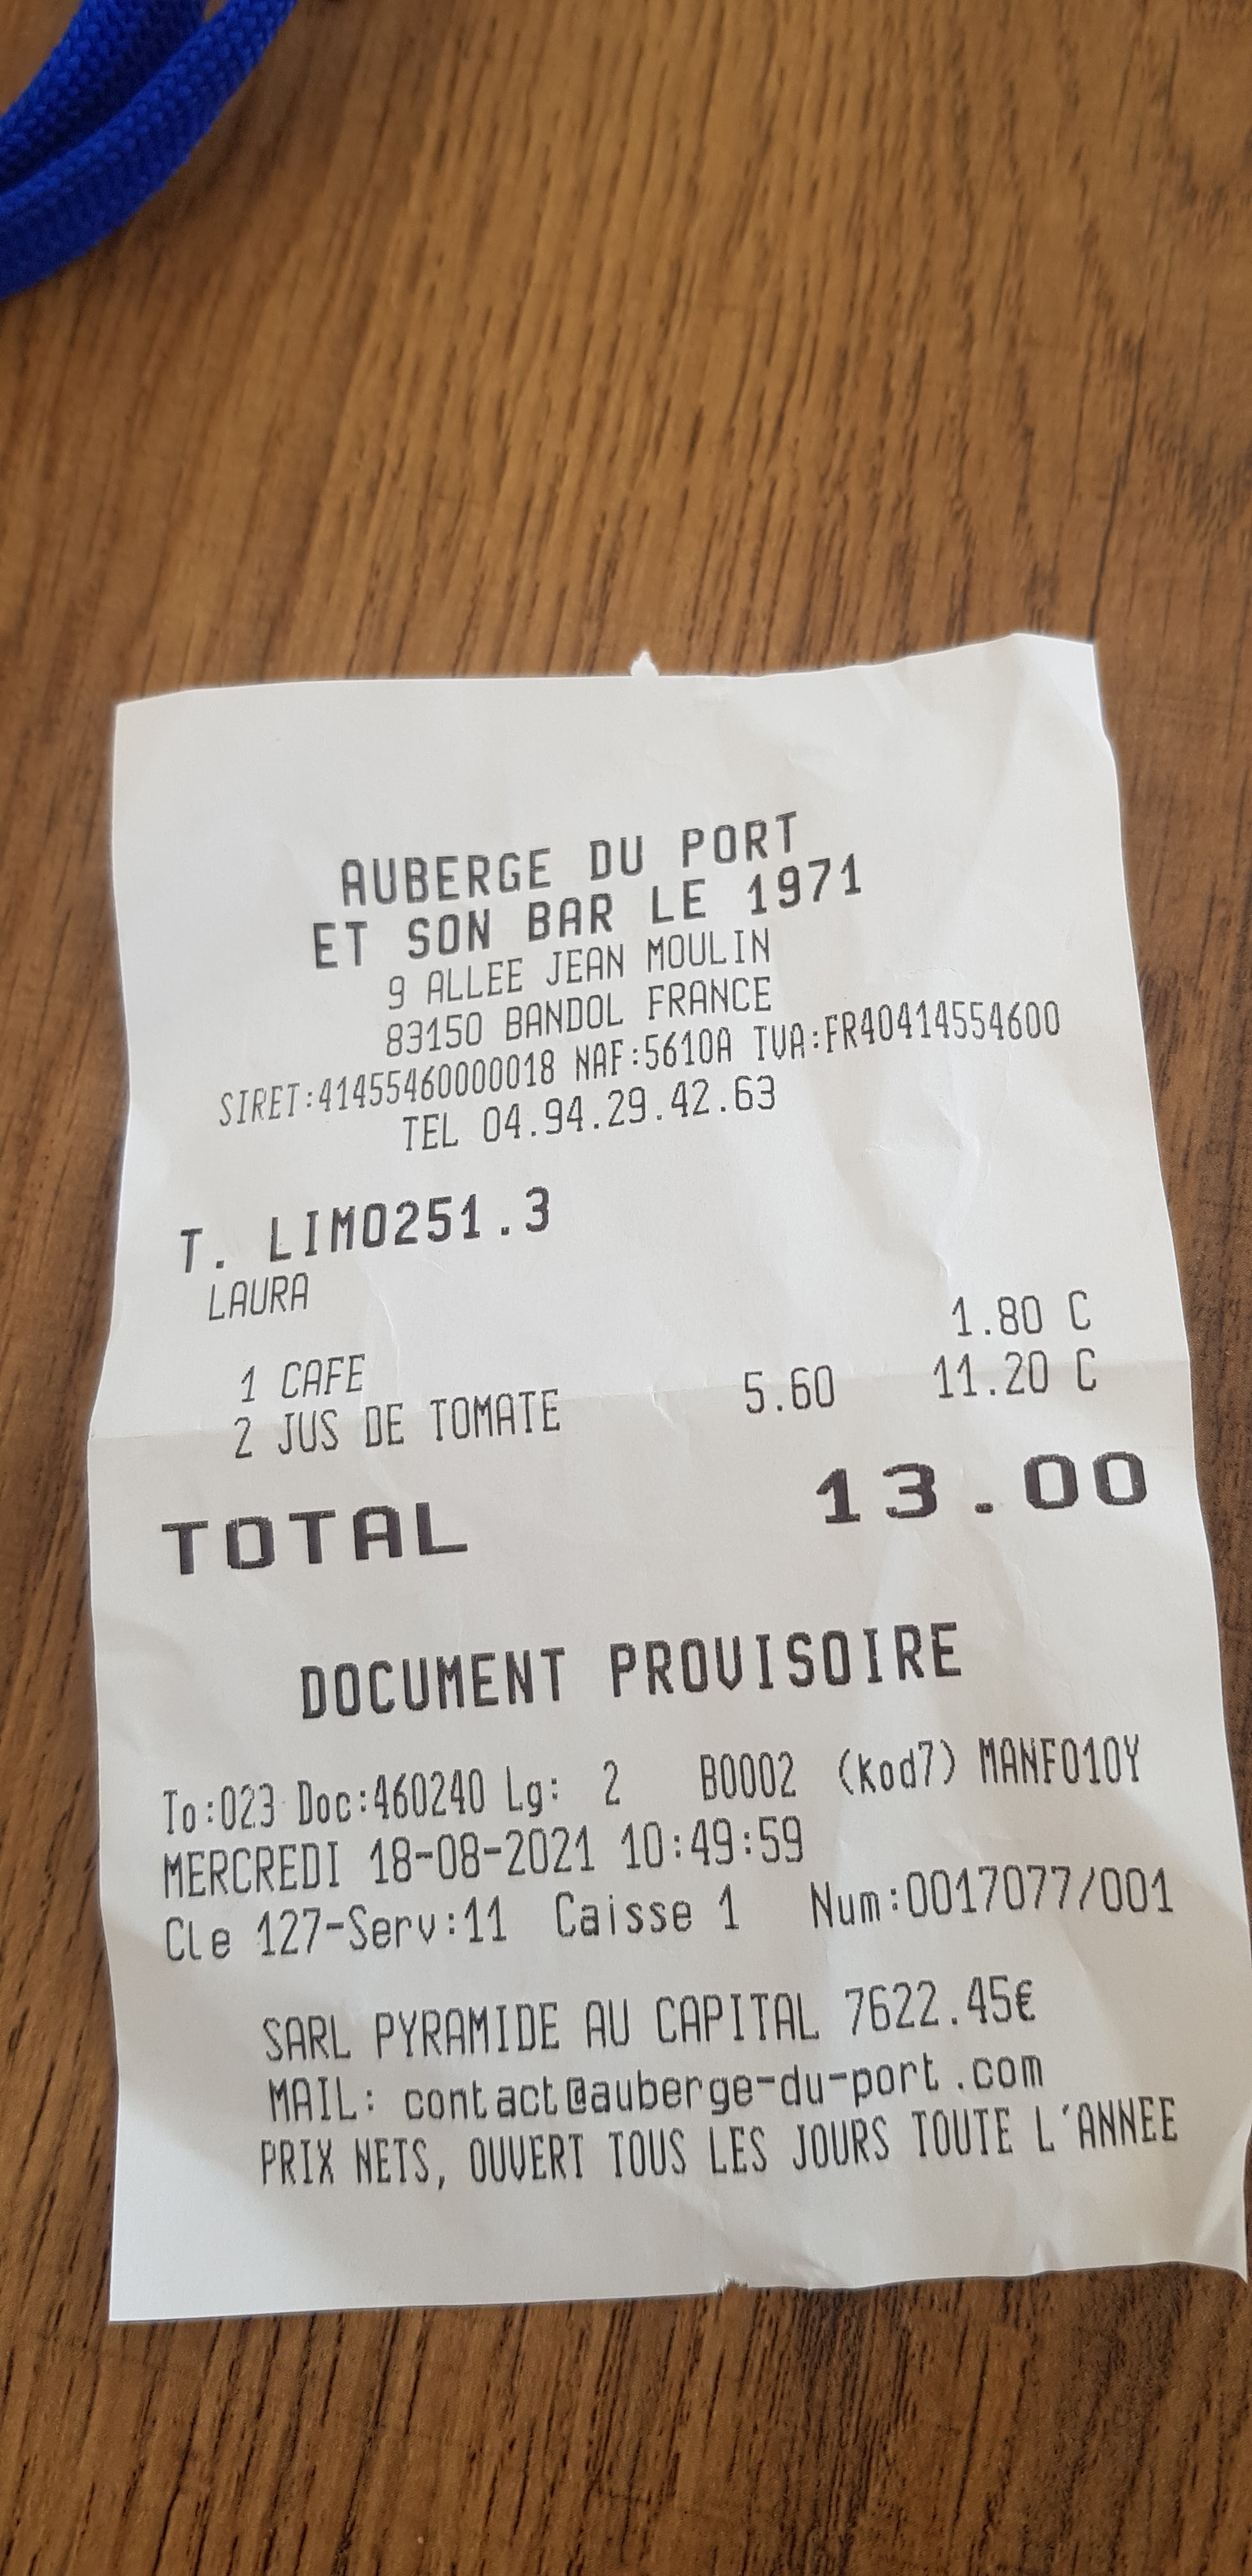 AUBERGE DU PORT
ET SON BAR LE 1971
9 ALLEE JEAN MOULIN
83150 BANDOL FRANCE
SIRET:41455460000018 NAF:5610A TVA:FR40414554600
TEL 04.94.29.42.63
T. LIMO251.3
LAURA
1 CAFE 1.80 C
2 JUS DE TOMATE 5.60 11.20 C
TOTAL 13.00
DOCUMENT PROVISOIRE
To:023 Doc:460240 Lg: 2 B0002 (kod7) MANF010Y
MERCREDI 18-08-2021 10:49:59
Cle 127-Serv:11 Caisse 1 Num:0017077/001
SARL PYRAMIDE AU CAPITAL 7622.45€
MAIL: contact@auberge-du-port.com
PRIX NETS, OUVERT TOUS LES JOURS TOUTE L'ANNEE